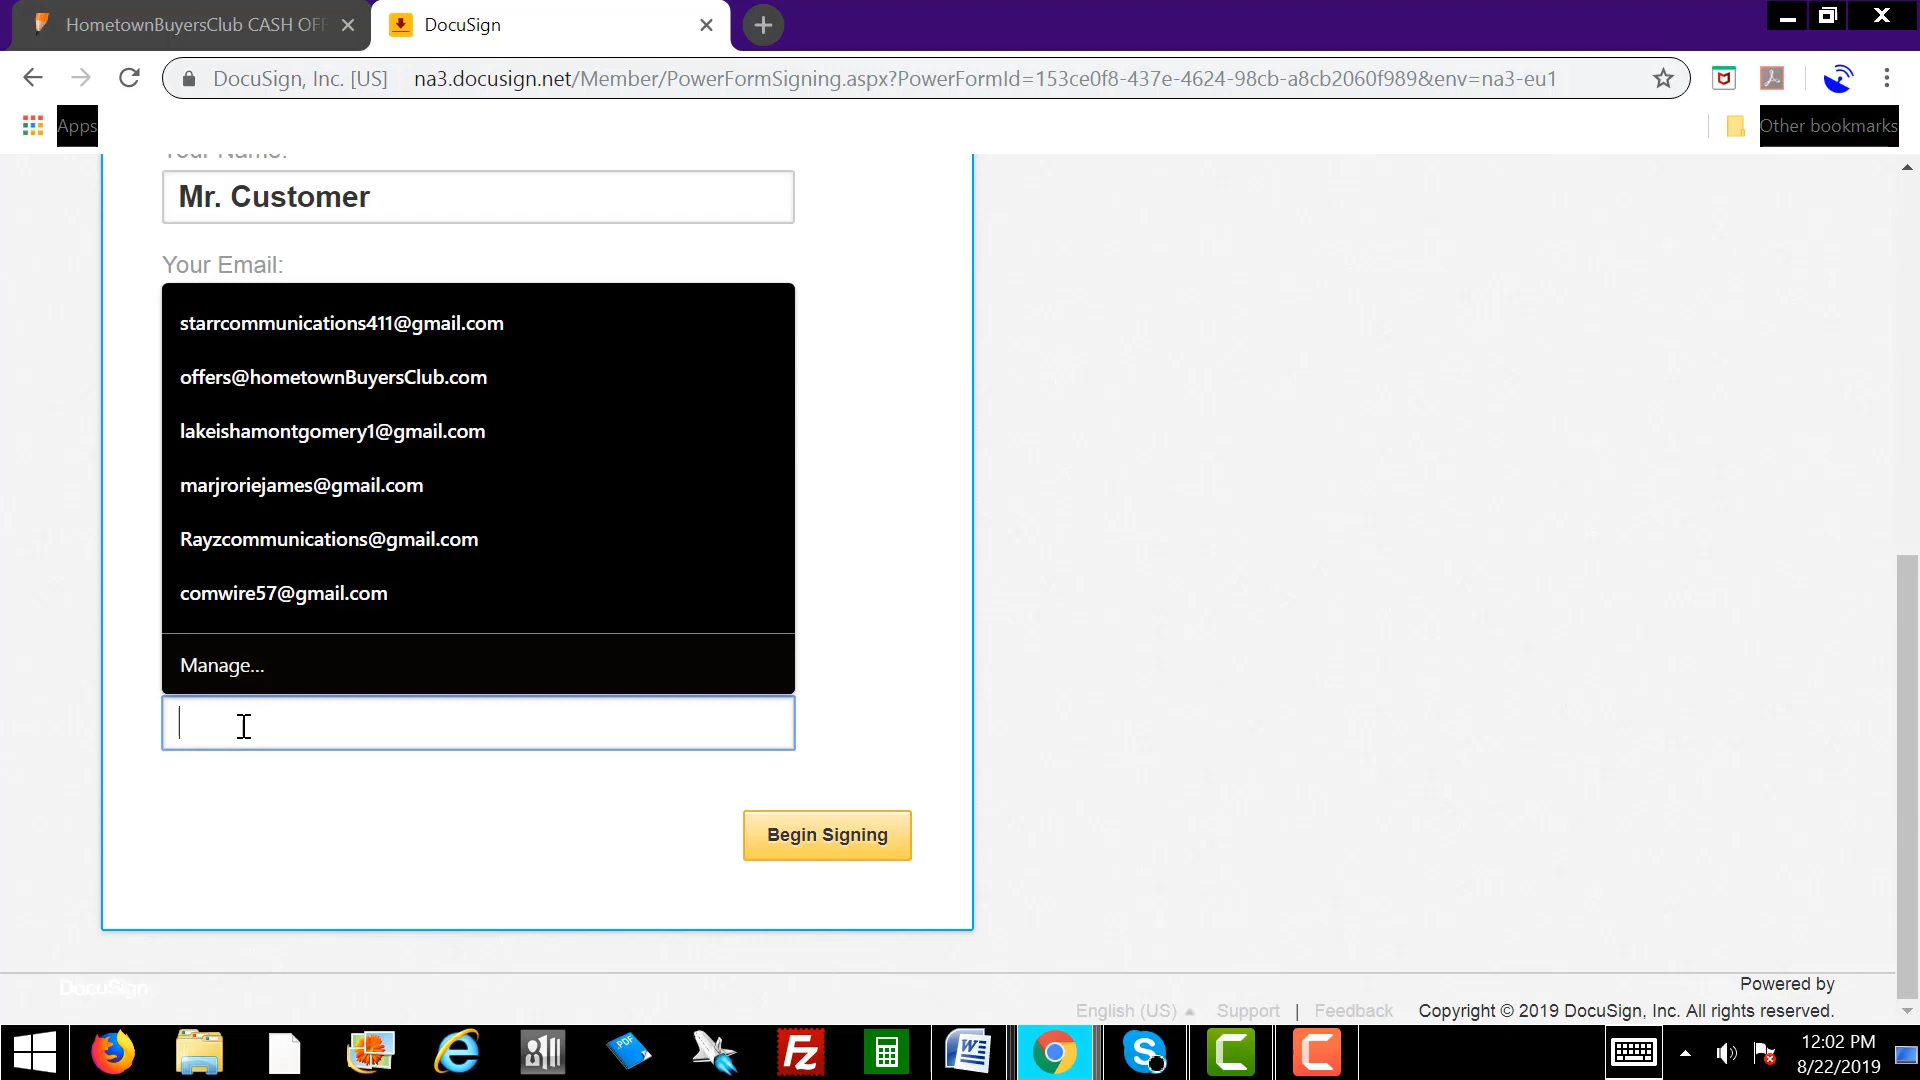 HometownBuyersClub CASH OFF
DocuSign
DocuSign, Inc. [US] na3.docusign.net/Member/PowerFormSigning.aspx?PowerFormId=153ce0f8-437e-4624-98cb-a8cb2060f989&env=na3-eu1
Apps
Other bookmarks
Your Name:
Mr. Customer
Your Email:
starrcommunications411@gmail.com
offers@hometownBuyersClub.com
lakeishamontgomery1@gmail.com
marjroriejames@gmail.com
Rayzcommunications@gmail.com
comwire57@gmail.com
Manage...
Begin Signing
DocuSign
Powered by
English (US) Support | Feedback Copyright © 2019 DocuSign, Inc. All rights reserved.
12:02 PM
8/22/2019